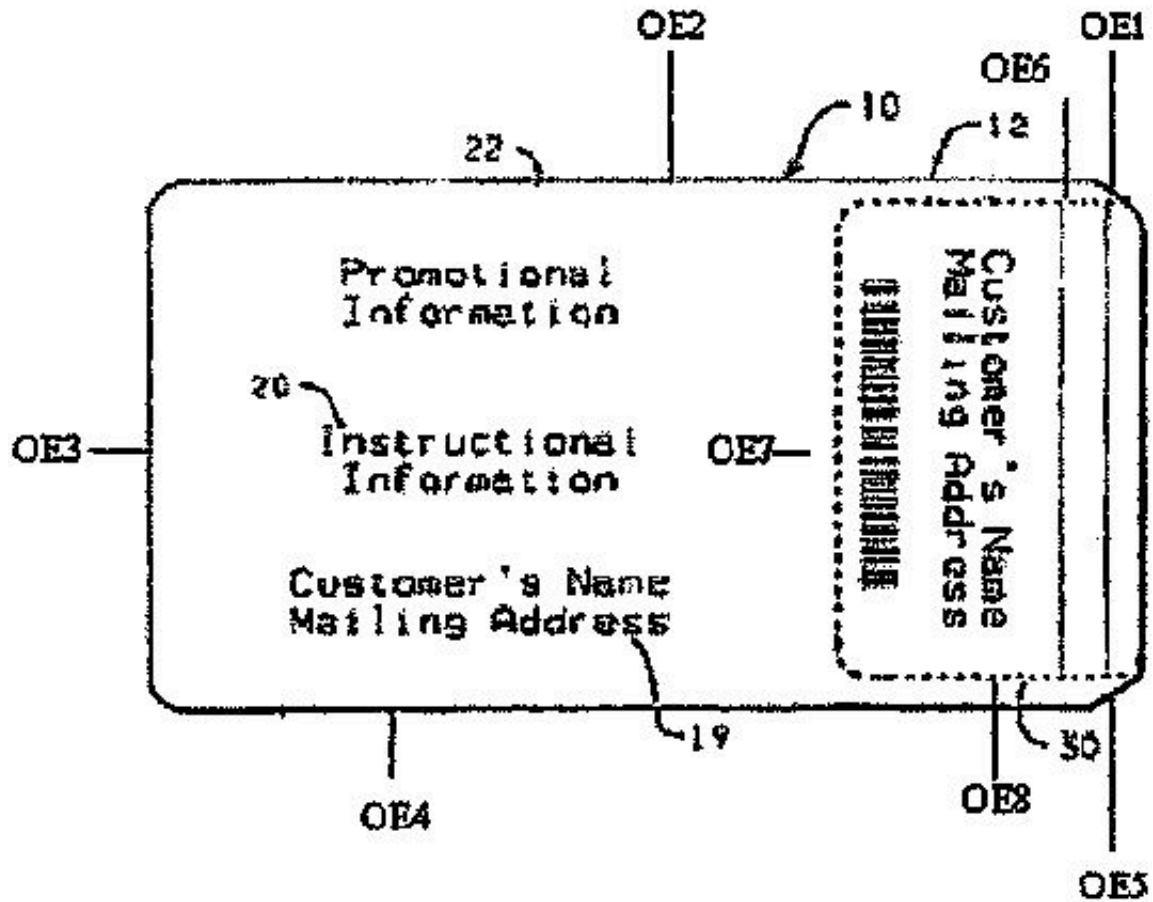 OE2
OE1
OE6
10
12
22
Promotional
Information
20
Instructional
Information
OE3
OE7
Customer's Name
Mailing Address
Customer's Name
Mailing Address
19
30
OE8
OE4
OE5